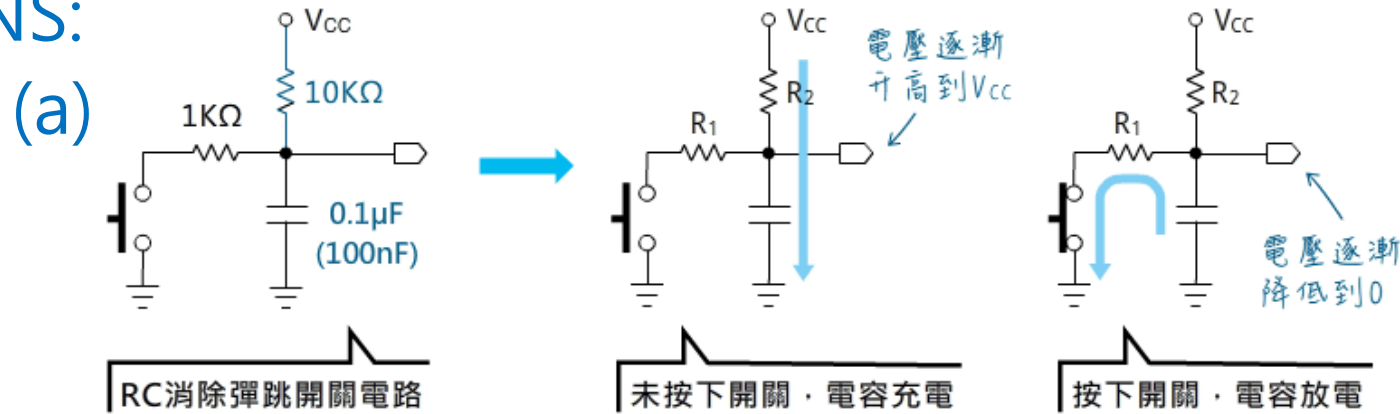 NS:
(a)
Vcc
10KΩ
1KΩ
0.1μF
(100nF)
RC消除彈跳開關電路
Vcc
R2
R1
電壓逐漸
升高到Vcc
未按下開關，電容充電
Vcc
R2
R1
電壓逐漸
降低到0
按下開關，電容放電